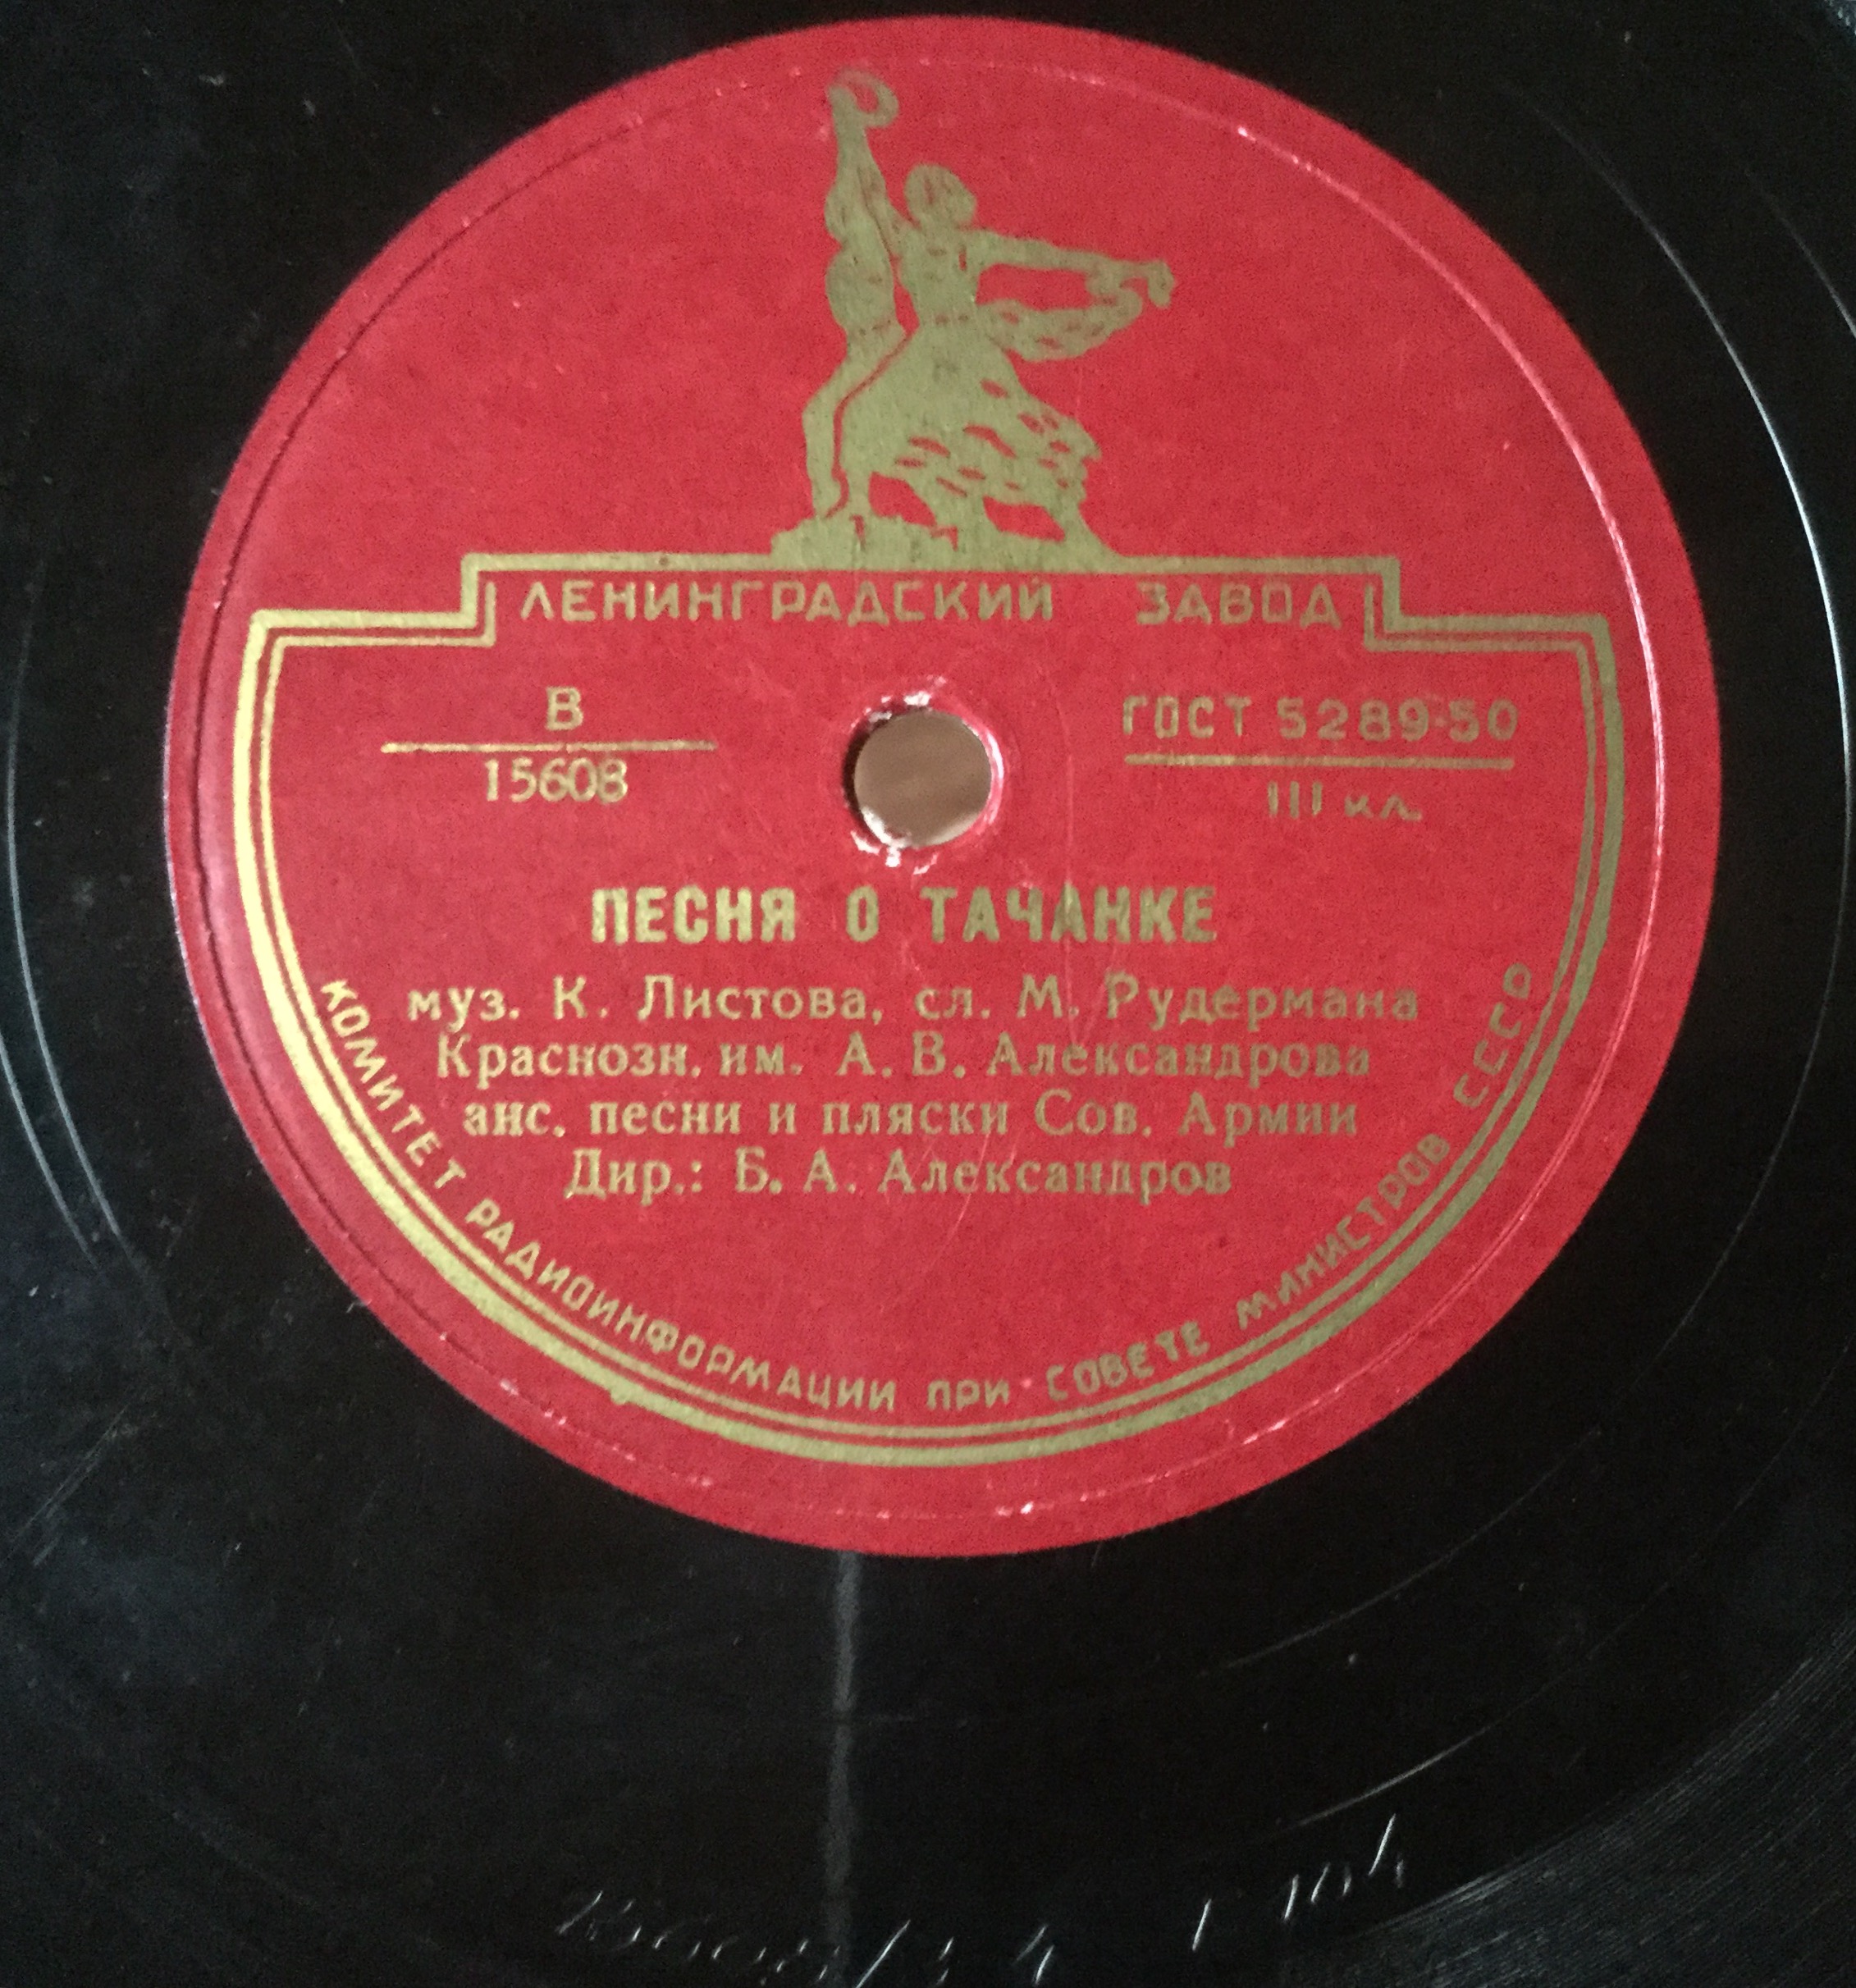 ЛЕНИНГРАДСКИЙ ЗАВОД
В
15608
ГОСТ 5289-50
III кл.
ПЕСНЯ О ТАЧАНКЕ
муз. К. Листова, сл. М. Рудермана
Краснозн. им. А. В. Александрова
анс. песни и пляски Сов. Армии
Дир.: Б. А. Александров
КОМИТЕТ РАДИОИНФОРМАЦИИ ПРИ СОВЕТЕ МИНИСТРОВ СССР